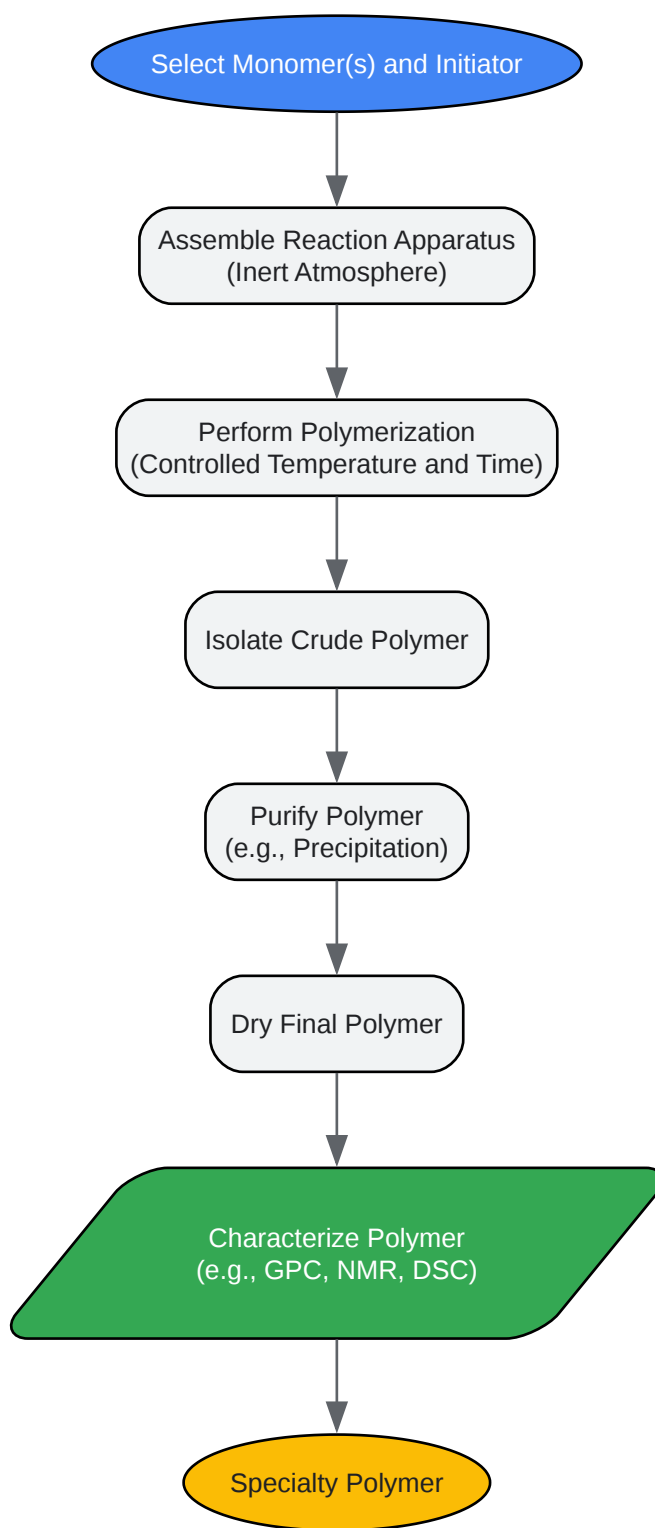 Select Monomer(s) and Initiator
Assemble Reaction Apparatus
(Inert Atmosphere)
Perform Polymerization
(Controlled Temperature and Time)
Isolate Crude Polymer
Purify Polymer
(e.g., Precipitation)
Dry Final Polymer
Characterize Polymer
(e.g., GPC, NMR, DSC)
Specialty Polymer